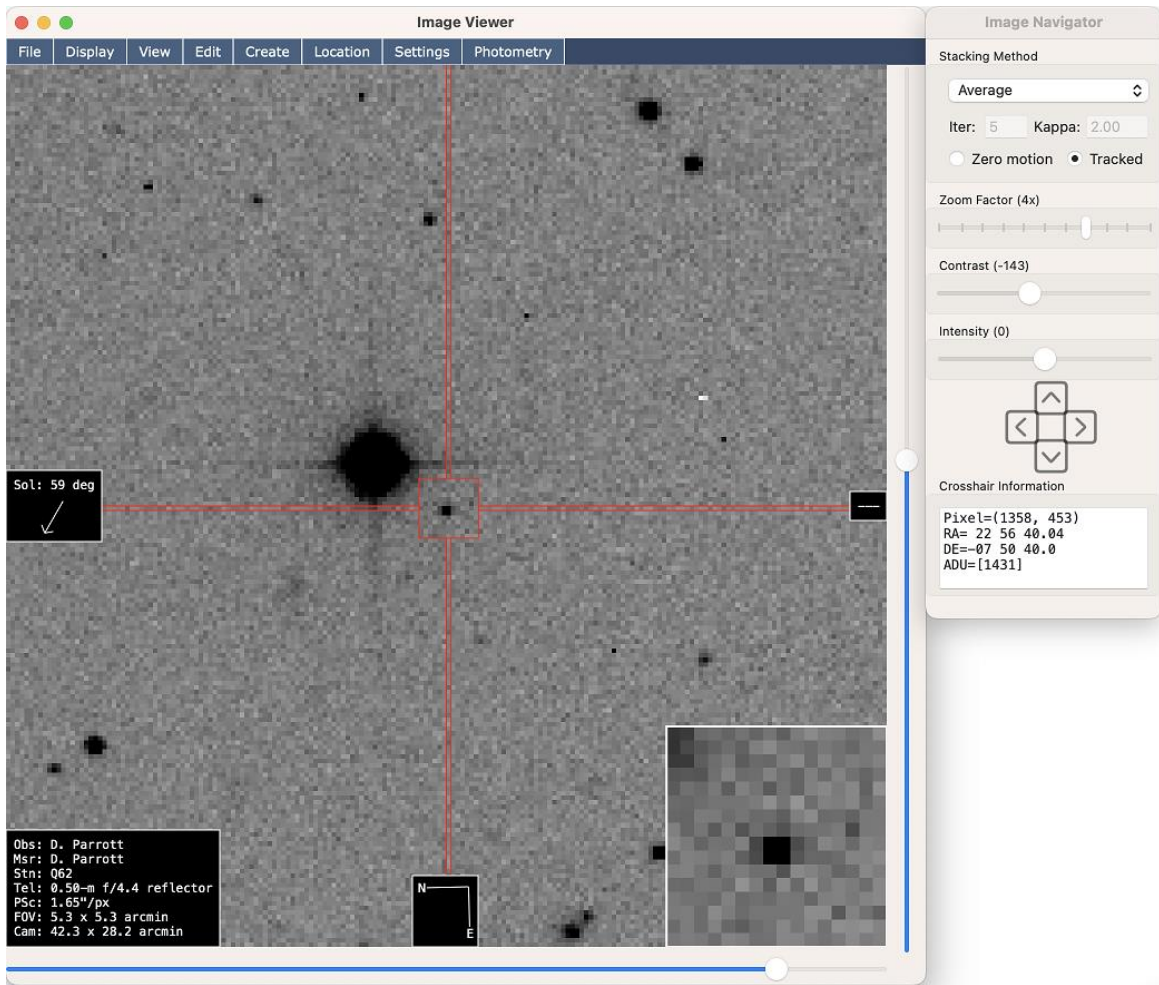 Image Viewer
File Display View Edit Create Location Settings Photometry
Sol: 59 deg
---
Obs: D. Parrott
Msr: D. Parrott
Stn: Q62
Tel: 0.50-m f/4.4 reflector
PSc: 1.65"/px
FOV: 5.3 x 5.3 arcmin
Cam: 42.3 x 28.2 arcmin
N
E
Image Navigator
Stacking Method
Average
Iter: 5 Kappa: 2.00
Zero motion Tracked
Zoom Factor (4x)
Contrast (-143)
Intensity (0)
Crosshair Information
Pixel=(1358, 453)
RA= 22 56 40.04
DE=-07 50 40.0
ADU=[1431]